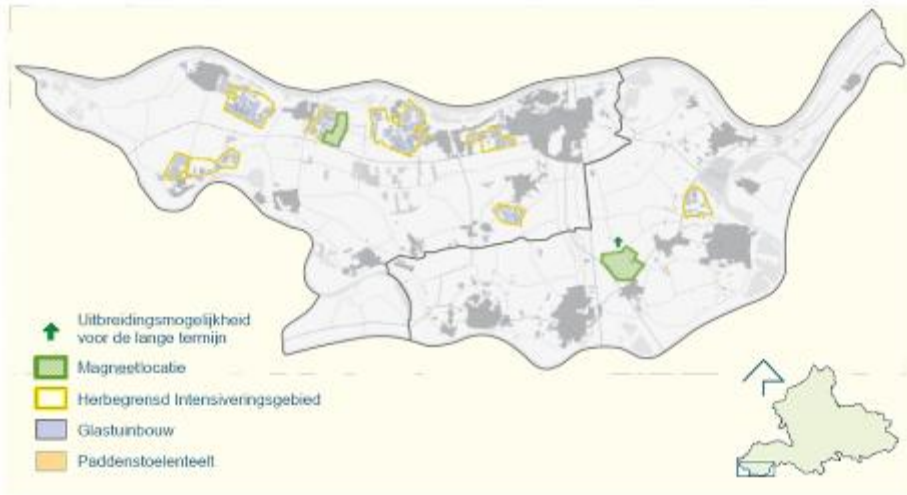 Uitbreidingsmogelijkheid
voor de lange termijn
Magneetlocatie
Herbegrensd Intensiveringsgebied
Glastuinbouw
Paddenstoelenteelt